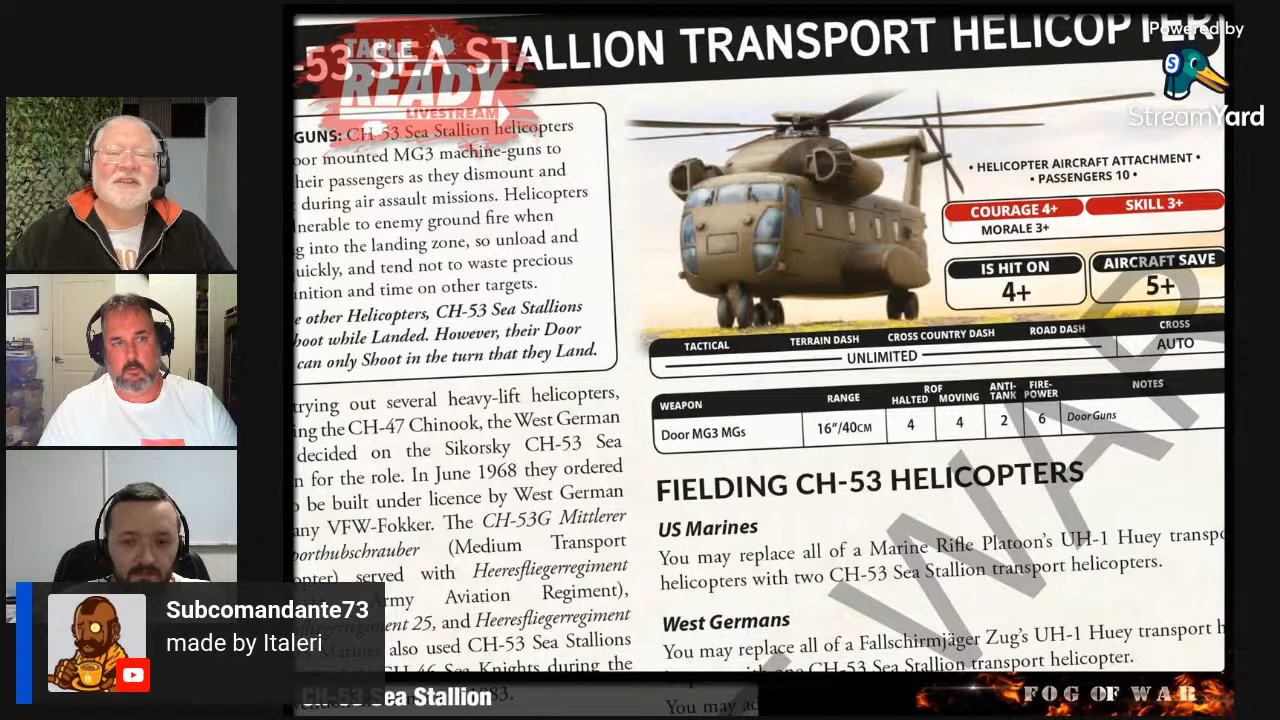 -53 SEA STALLION TRANSPORT HELICOPTER
TABLE
READY
LIVESTREAM
Powered by
S
StreamYard
GUNS: CH-53 Sea Stallion helicopters
oor mounted MG3 machine-guns to
heir passengers as they dismount and
during air assault missions. Helicopters
nerable to enemy ground fire when
g into the landing zone, so unload and
uickly, and tend not to waste precious
nition and time on other targets.
e other Helicopters, CH-53 Sea Stallions
hoot while Landed. However, their Door
can only Shoot in the turn that they Land.
rying out several heavy-lift helicopters,
ing the CH-47 Chinook, the West German
decided on the Sikorsky CH-53 Sea
n for the role. In June 1968 they ordered
o be built under licence by West German
any VFW-Fokker. The CH-53G Mittlerer
porthubschrauber (Medium Transport
opter) served with Heeresfliegerregiment
Army Aviation Regiment),
ent 25, and Heeresfliegerregiment
also used CH-53 Sea Stallions
Sea Knights during the
83.
• HELICOPTER AIRCRAFT ATTACHMENT •
• PASSENGERS 10 •
COURAGE 4+
SKILL 3+
MORALE 3+
IS HIT ON
4+
AIRCRAFT SAVE
5+
TACTICAL TERRAIN DASH CROSS COUNTRY DASH ROAD DASH CROSS
UNLIMITED AUTO
WEAPON RANGE ROF HALTED MOVING ANTI-TANK FIRE-POWER NOTES
Door MG3 MGs 16"/40CM 4 4 2 6 Door Guns
FIELDING CH-53 HELICOPTERS
US Marines
You may replace all of a Marine Rifle Platoon's UH-1 Huey transpo
helicopters with two CH-53 Sea Stallion transport helicopters.
West Germans
You may replace all of a Fallschirmjäger Zug's UH-1 Huey transport h
one CH-53 Sea Stallion transport helicopter.
You may ad
WAR
Subcomandante73
made by Italeri
CH-53 Sea Stallion
FOG OF WAR